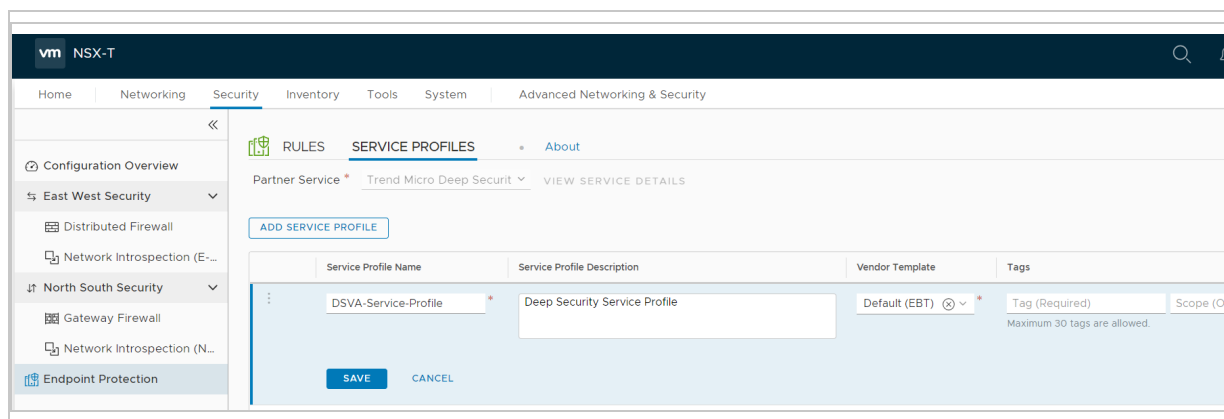 vm NSX-T
Home Networking Security Inventory Tools System Advanced Networking & Security
RULES SERVICE PROFILES About
Configuration Overview
Partner Service * Trend Micro Deep Securit VIEW SERVICE DETAILS
East West Security
Distributed Firewall
ADD SERVICE PROFILE
Network Introspection (E-...
Service Profile Name Service Profile Description Vendor Template Tags
North South Security
DSVA-Service-Profile * Deep Security Service Profile Default (EBT) * Tag (Required) Scope (O
Gateway Firewall
Maximum 30 tags are allowed.
Network Introspection (N...
Endpoint Protection
SAVE CANCEL